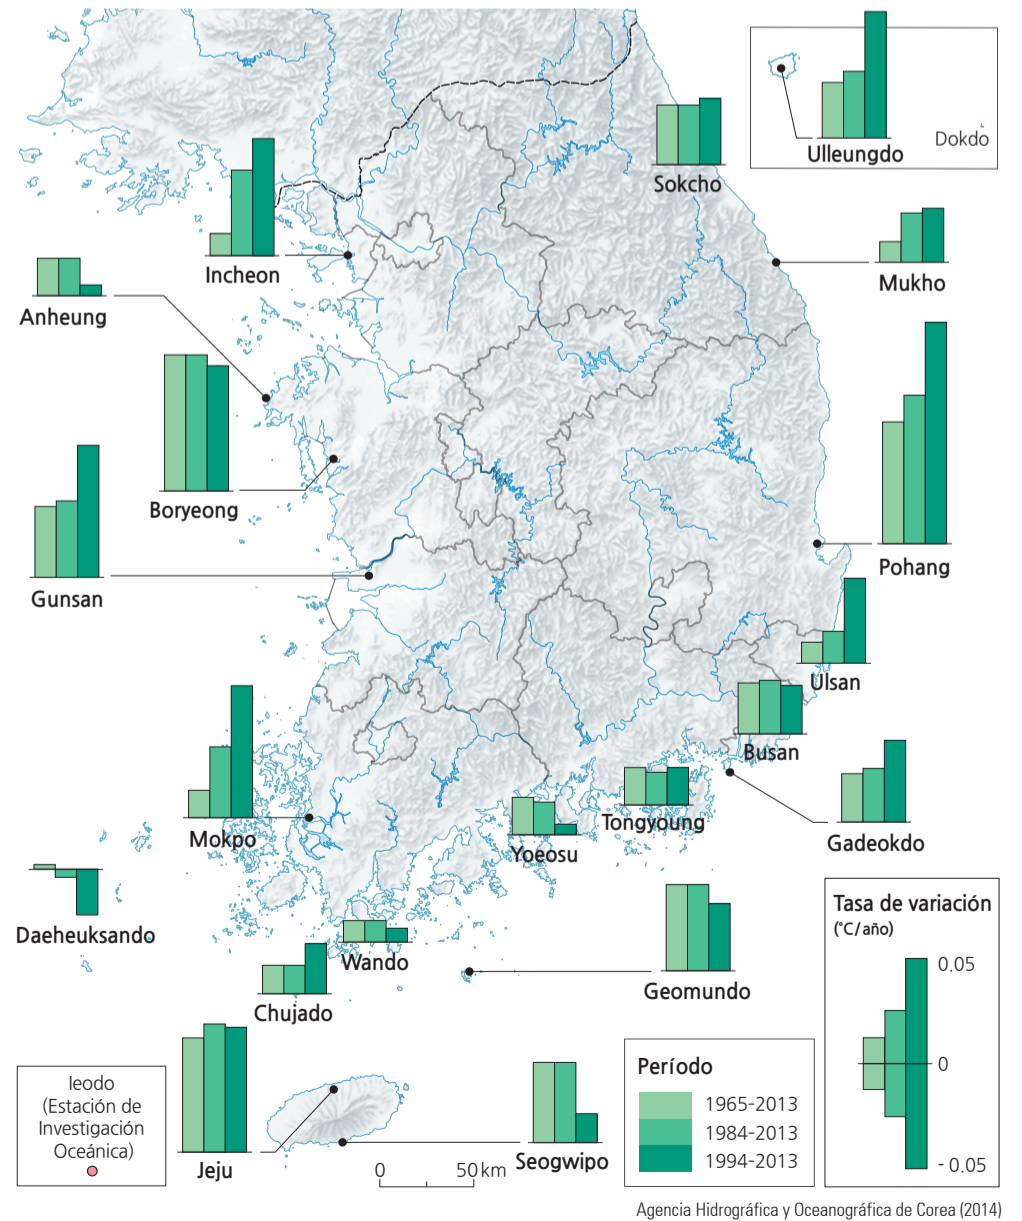 Ulleungdo
Dokdo
Sokcho
Incheon
Mukho
Anheung
Boryeong
Pohang
Gunsan
Ulsan
Busan
Mokpo
Tongyoung
Yoeosu
Gadeokdo
Daeheuksando
Wando
Geomundo
Chujado
Tasa de variación
(°C/año)
0.05
0
- 0.05
Ieodo
(Estación de
Investigación
Oceánica)
Jeju
Seogwipo
0 50 km
Período
1965-2013
1984-2013
1994-2013
Agencia Hidrográfica y Oceanográfica de Corea (2014)